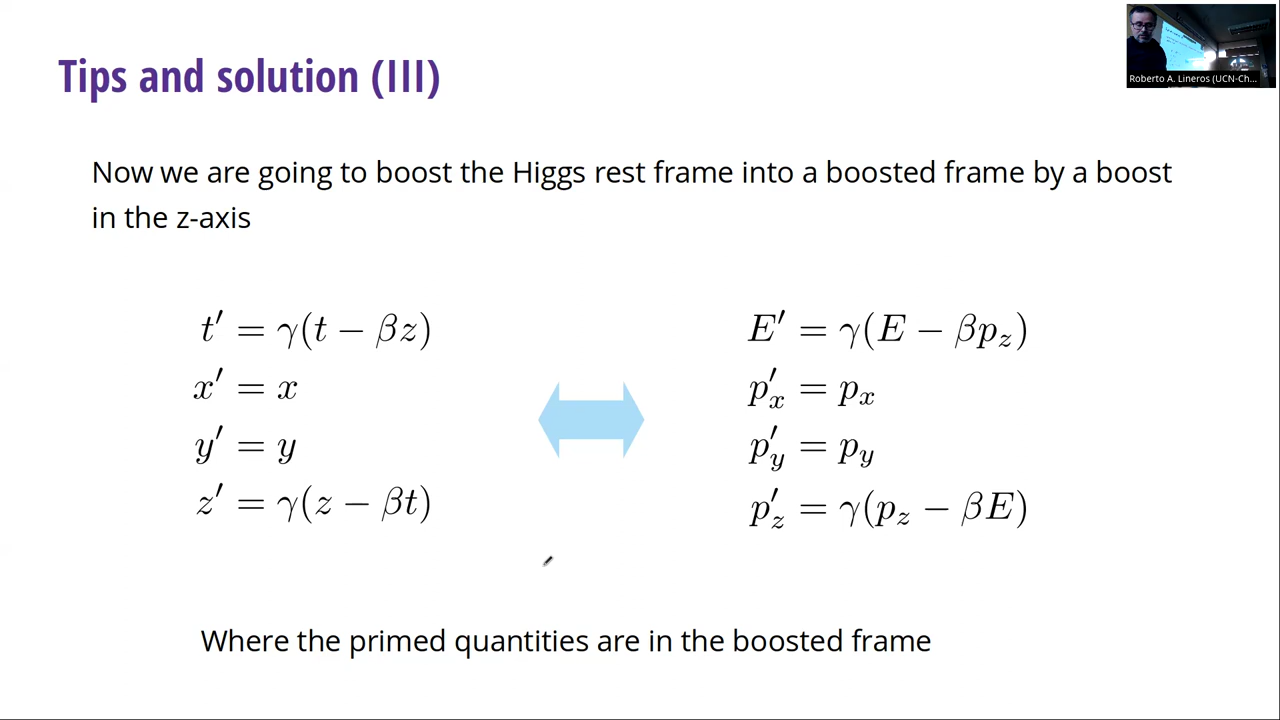 Roberto A. Lineros (UCN-Ch...
Tips and solution (III)
Now we are going to boost the Higgs rest frame into a boosted frame by a boost
in the z-axis
t′ = γ(t − βz)
x′ = x
y′ = y
z′ = γ(z − βt)
E′ = γ(E − βp_z)
p′_x = p_x
p′_y = p_y
p′_z = γ(p_z − βE)
Where the primed quantities are in the boosted frame